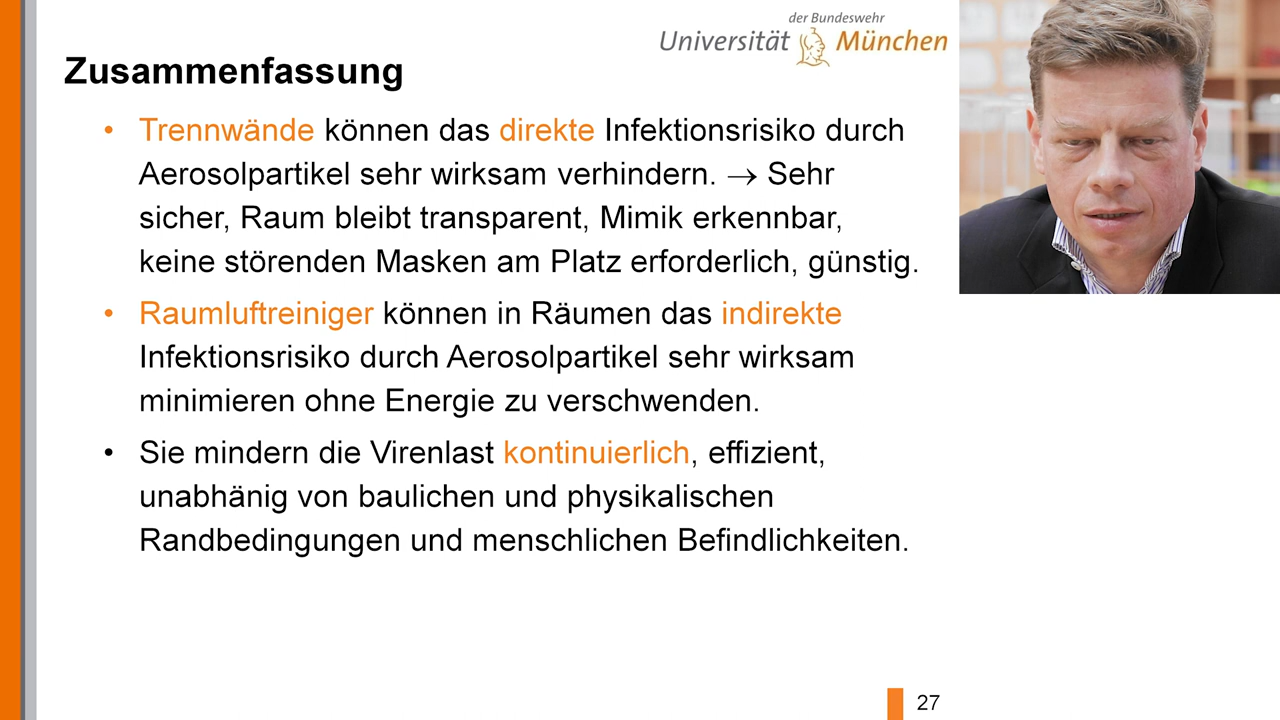 der Bundeswehr
Universität München
Zusammenfassung
• Trennwände können das direkte Infektionsrisiko durch
Aerosolpartikel sehr wirksam verhindern. → Sehr
sicher, Raum bleibt transparent, Mimik erkennbar,
keine störenden Masken am Platz erforderlich, günstig.
• Raumluftreiniger können in Räumen das indirekte
Infektionsrisiko durch Aerosolpartikel sehr wirksam
minimieren ohne Energie zu verschwenden.
• Sie mindern die Virenlast kontinuierlich, effizient,
unabhänig von baulichen und physikalischen
Randbedingungen und menschlichen Befindlichkeiten.
27